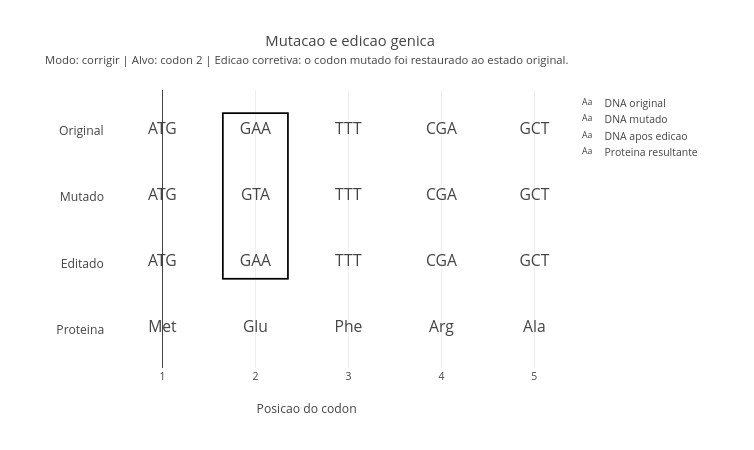 Mutacao e edicao genica
Modo: corrigir | Alvo: codon 2 | Edicao corretiva: o codon mutado foi restaurado ao estado original.
Aa DNA original
Aa DNA mutado
Aa DNA apos edicao
Aa Proteina resultante
Original ATG GAA TTT CGA GCT
Mutado ATG GTA TTT CGA GCT
Editado ATG GAA TTT CGA GCT
Proteina Met Glu Phe Arg Ala
1 2 3 4 5
Posicao do codon